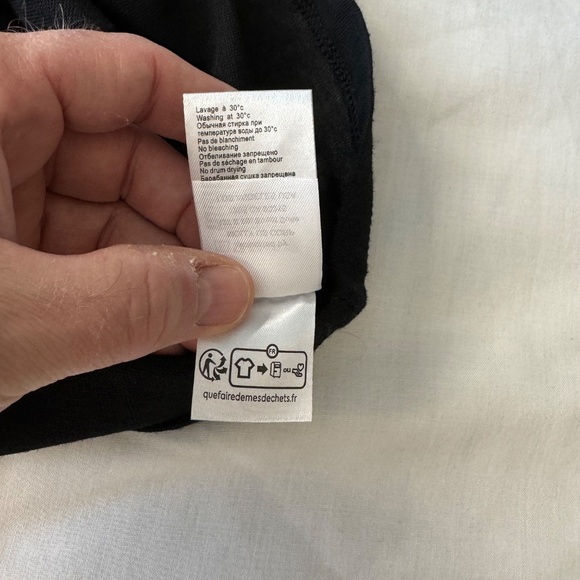 Lavage à 30°c
Washing at 30°c
Обычная стирка при
температуре воды до 30°c
Pas de blanchiment
No bleaching
Отбеливание запрещено
Pas de séchage en tambour
No drum drying
Барабанная сушка запрещена
FR
ou
quefairedemesdechets.fr